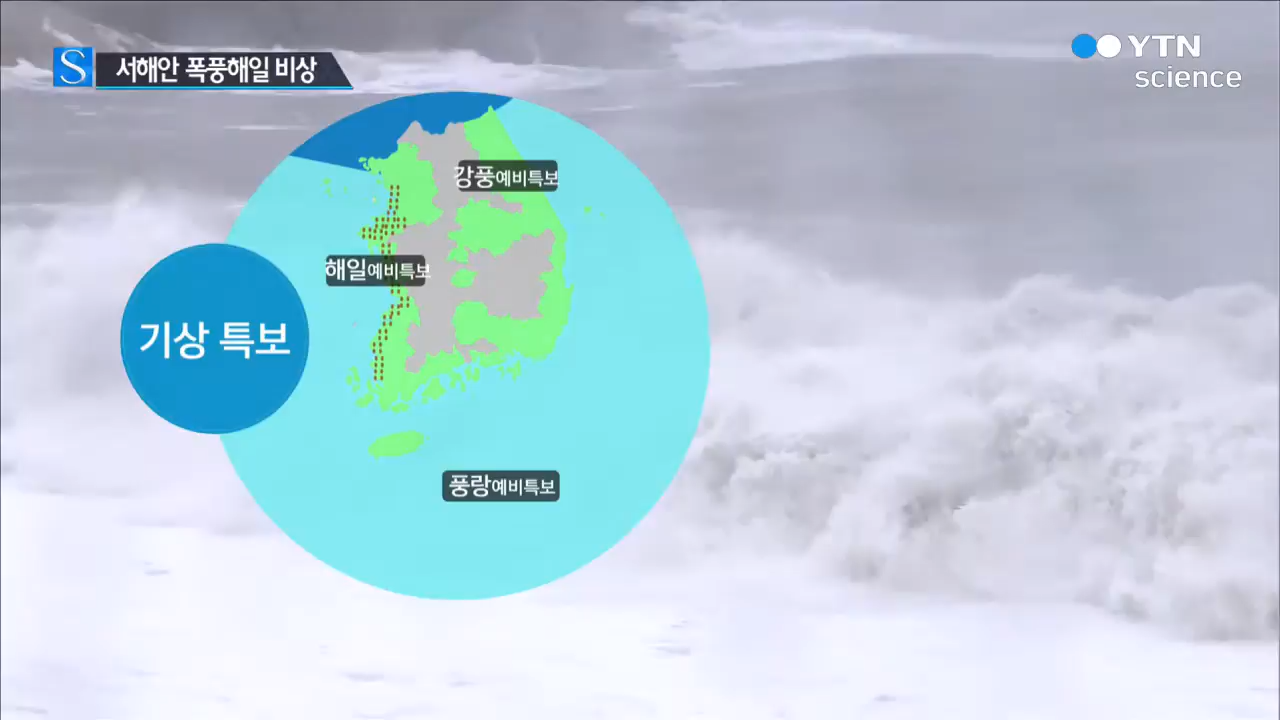 S 서해안 폭풍해일 비상
YTN
science
강풍예비특보
해일예비특보
기상 특보
풍랑예비특보